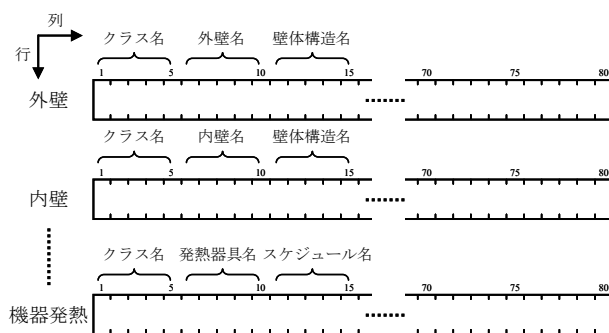 列
行
クラス名 外壁名 壁体構造名
1 5 10 15 70 75 80
外壁
クラス名 内壁名 壁体構造名
1 5 10 15 70 75 80
内壁
クラス名 発熱器具名 スケジュール名
1 5 10 15 70 75 80
機器発熱